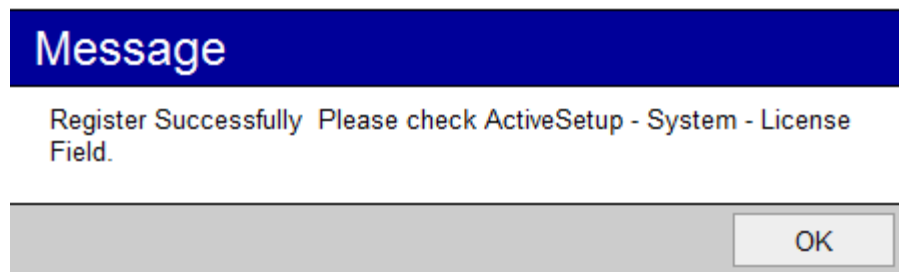 Message
Register Successfully  Please check ActiveSetup - System - License
Field.
OK